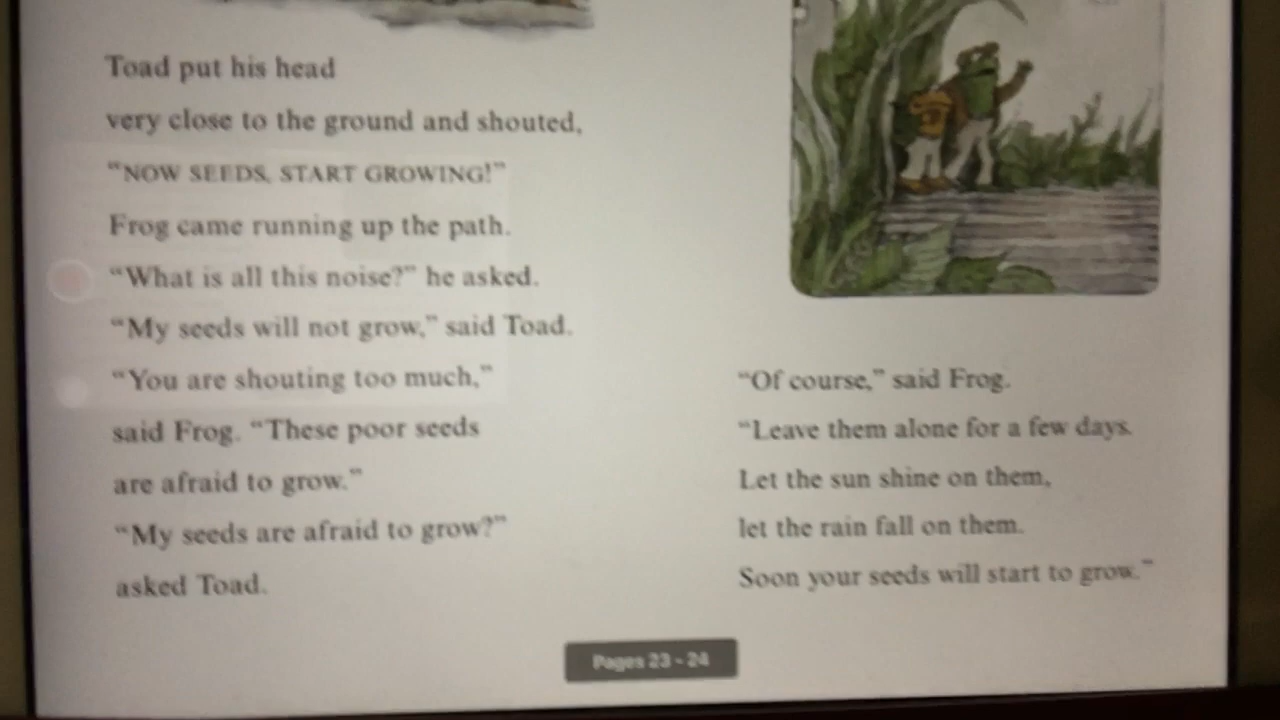 Toad put his head
very close to the ground and shouted,
“NOW SEEDS, START GROWING!”
Frog came running up the path.
“What is all this noise?” he asked.
“My seeds will not grow,” said Toad.
“You are shouting too much,”
said Frog. “These poor seeds
are afraid to grow.”
“My seeds are afraid to grow?”
asked Toad.
“Of course,” said Frog.
“Leave them alone for a few days.
Let the sun shine on them,
let the rain fall on them.
Soon your seeds will start to grow.”
Pages 23 - 24